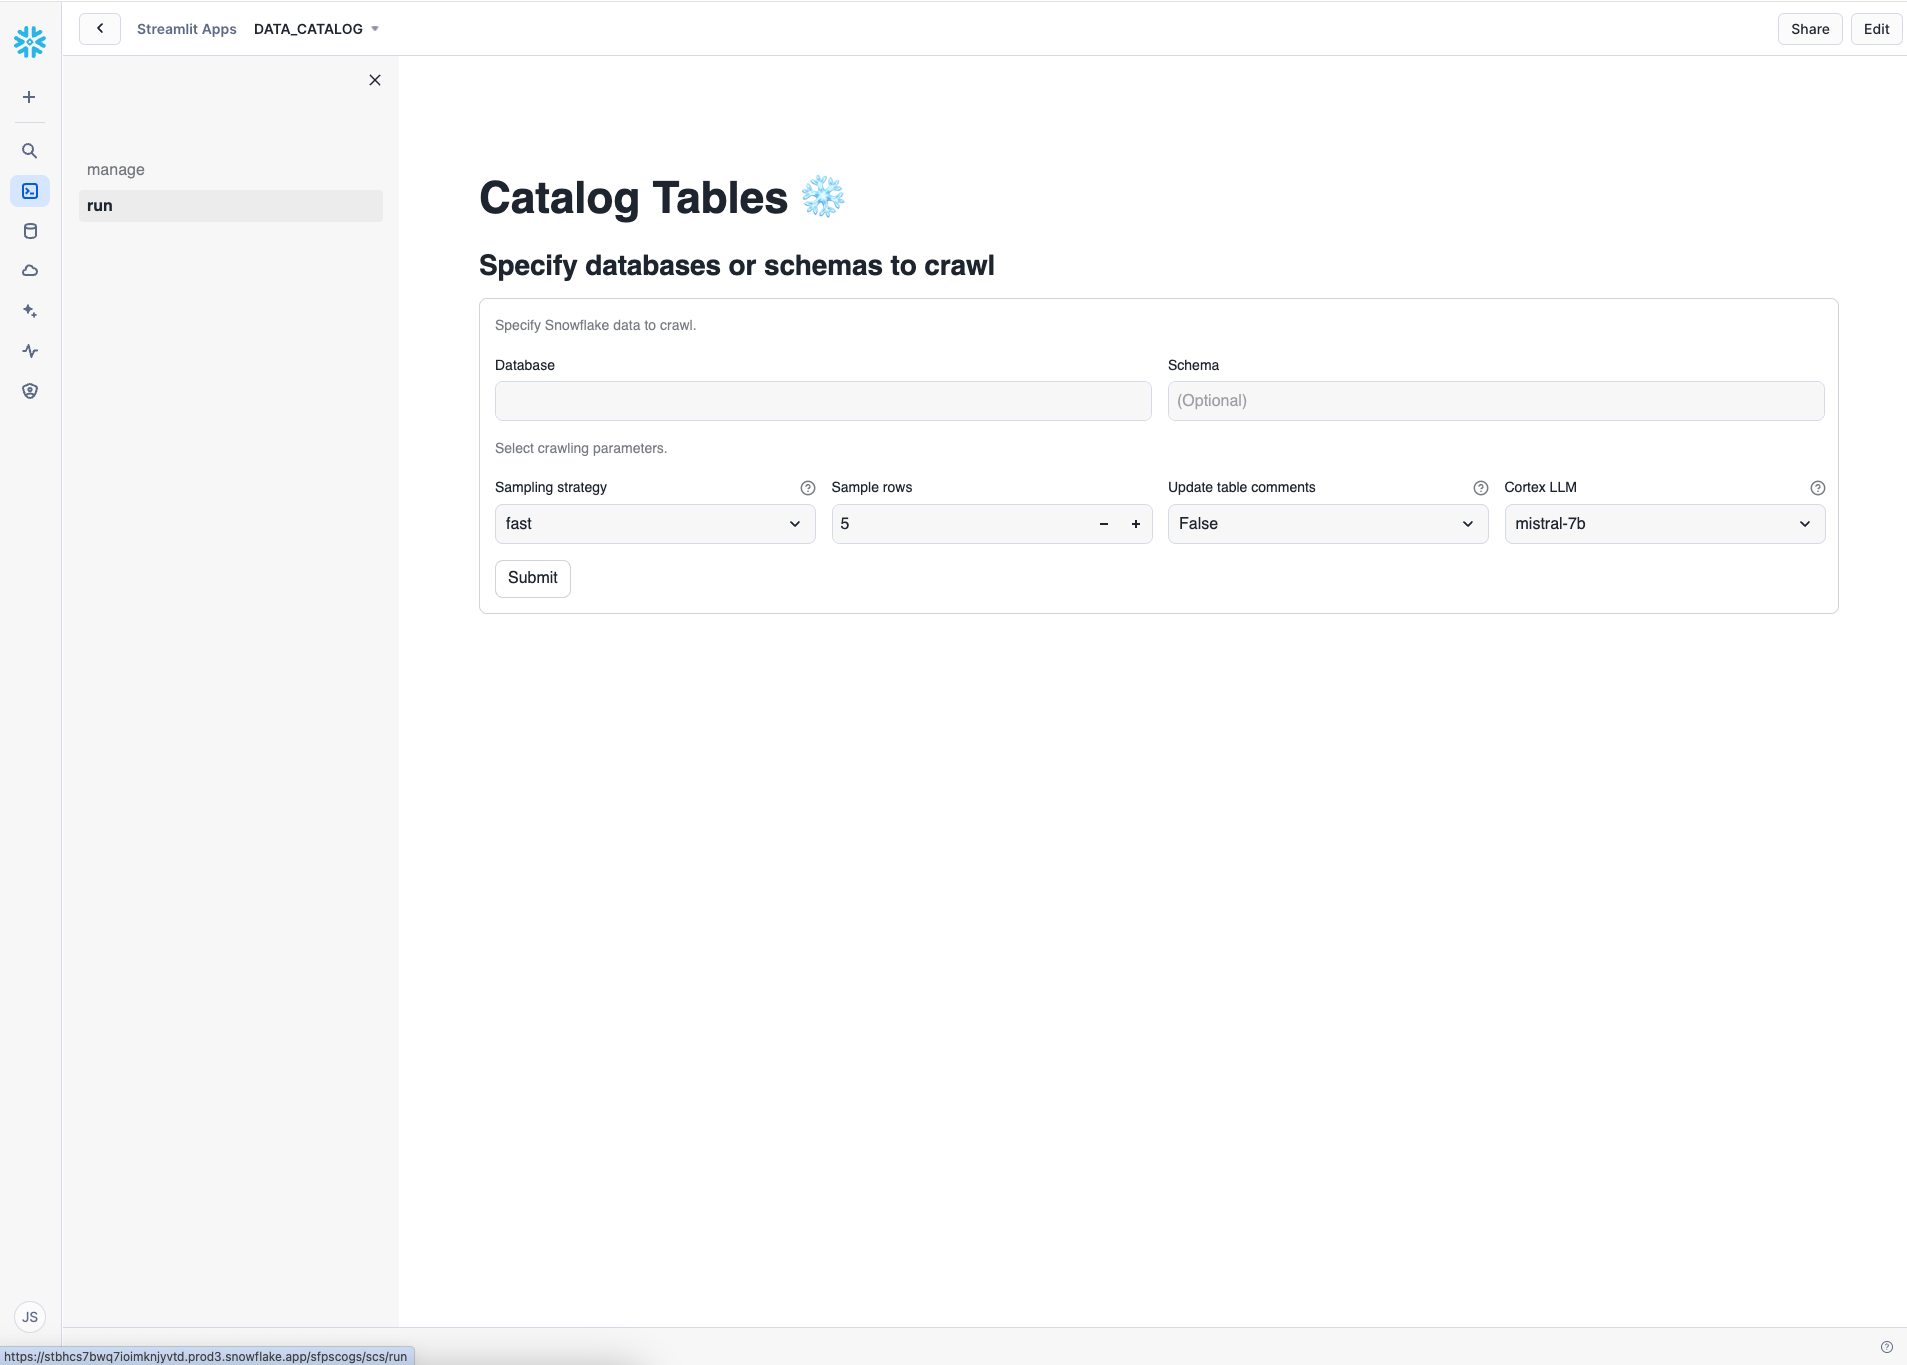 Streamlit Apps DATA_CATALOG
Share Edit
manage
run
Catalog Tables
Specify databases or schemas to crawl
Specify Snowflake data to crawl.
Database Schema
(Optional)
Select crawling parameters.
Sampling strategy Sample rows Update table comments Cortex LLM
fast 5 False mistral-7b
Submit
JS
https://stbhcs7bwq7ioimknjyvtd.prod3.snowflake.app/sfpscogs/scs/run